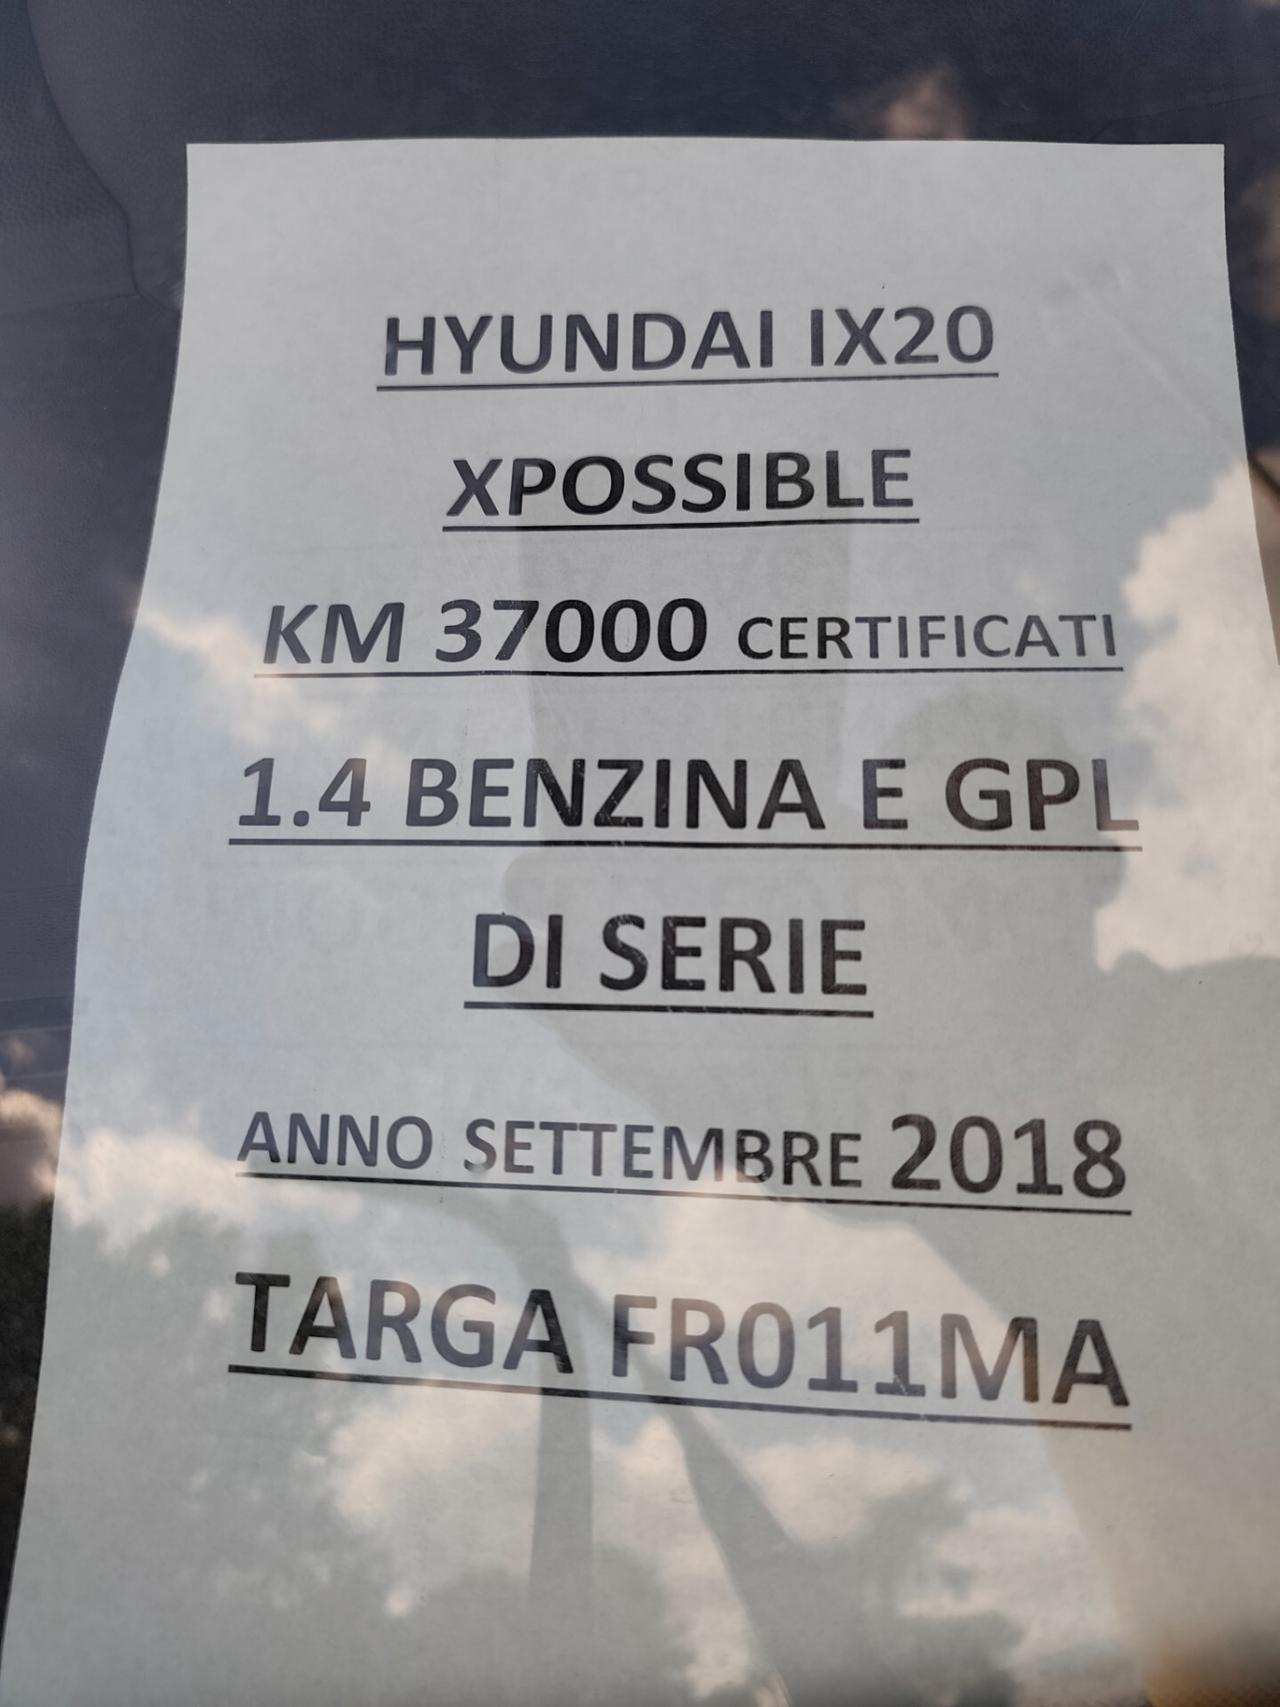 HYUNDAI IX20
XPOSSIBLE
KM 37000 CERTIFICATI
1.4 BENZINA E GPL
DI SERIE
ANNO SETTEMBRE 2018
TARGA FR011MA